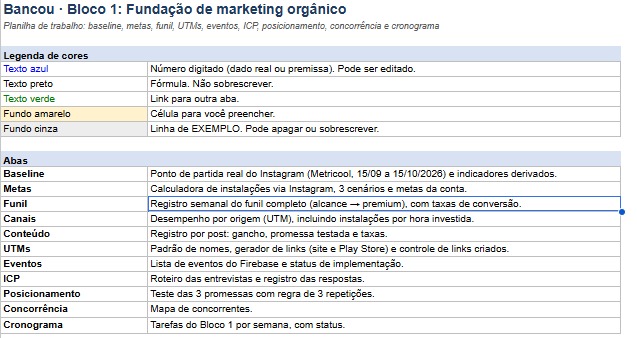 Bancou · Bloco 1: Fundação de marketing orgânico
Planilha de trabalho: baseline, metas, funil, UTMs, eventos, ICP, posicionamento, concorrência e cronograma
Legenda de cores
Texto azul Número digitado (dado real ou premissa). Pode ser editado.
Texto preto Fórmula. Não sobrescrever.
Texto verde Link para outra aba.
Fundo amarelo Célula para você preencher.
Fundo cinza Linha de EXEMPLO. Pode apagar ou sobrescrever.
Abas
Baseline Ponto de partida real do Instagram (Metricool, 15/09 a 15/10/2026) e indicadores derivados.
Metas Calculadora de instalações via Instagram, 3 cenários e metas da conta.
Funil Registro semanal do funil completo (alcance → premium), com taxas de conversão.
Canais Desempenho por origem (UTM), incluindo instalações por hora investida.
Conteúdo Registro por post: gancho, promessa testada e taxas.
UTMs Padrão de nomes, gerador de links (site e Play Store) e controle de links criados.
Eventos Lista de eventos do Firebase e status de implementação.
ICP Roteiro das entrevistas e registro das respostas.
Posicionamento Teste das 3 promessas com regra de 3 repetições.
Concorrência Mapa de concorrentes.
Cronograma Tarefas do Bloco 1 por semana, com status.